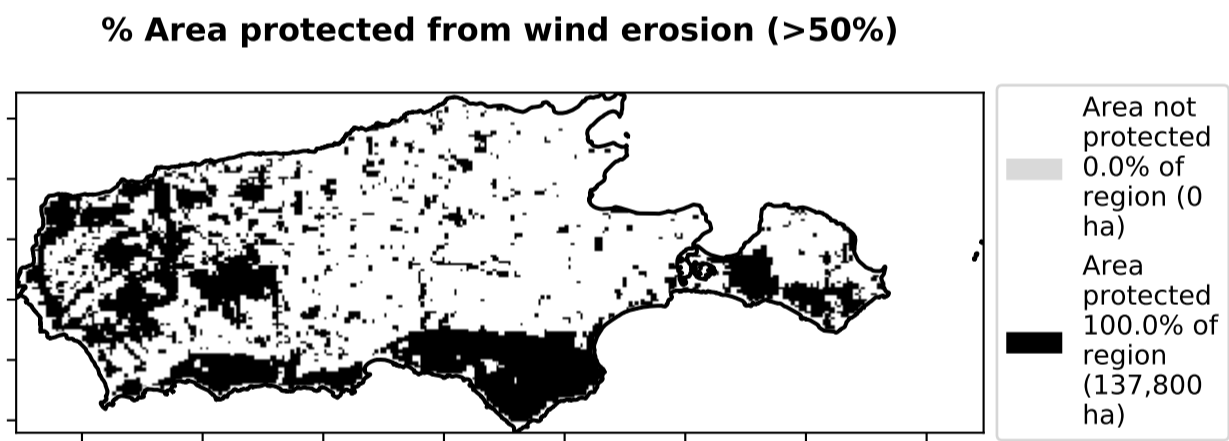 % Area protected from wind erosion (>50%)
Area not
protected
0.0% of
region (0
ha)
Area
protected
100.0% of
region
(137,800
ha)